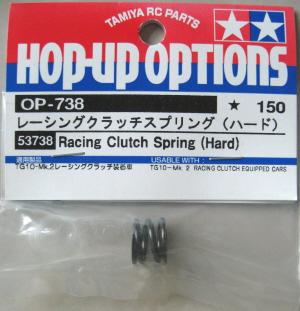 TAMIYA RC PARTS
HOP-UP OPTIONS
OP-738 ★ 150
レーシングクラッチスプリング（ハード）
53738 Racing Clutch Spring (Hard)
適用製品 USABLE WITH :
TG10-Mk.2レーシングクラッチ装着車 TG10-Mk. 2 RACING CLUTCH EQUIPPED CARS